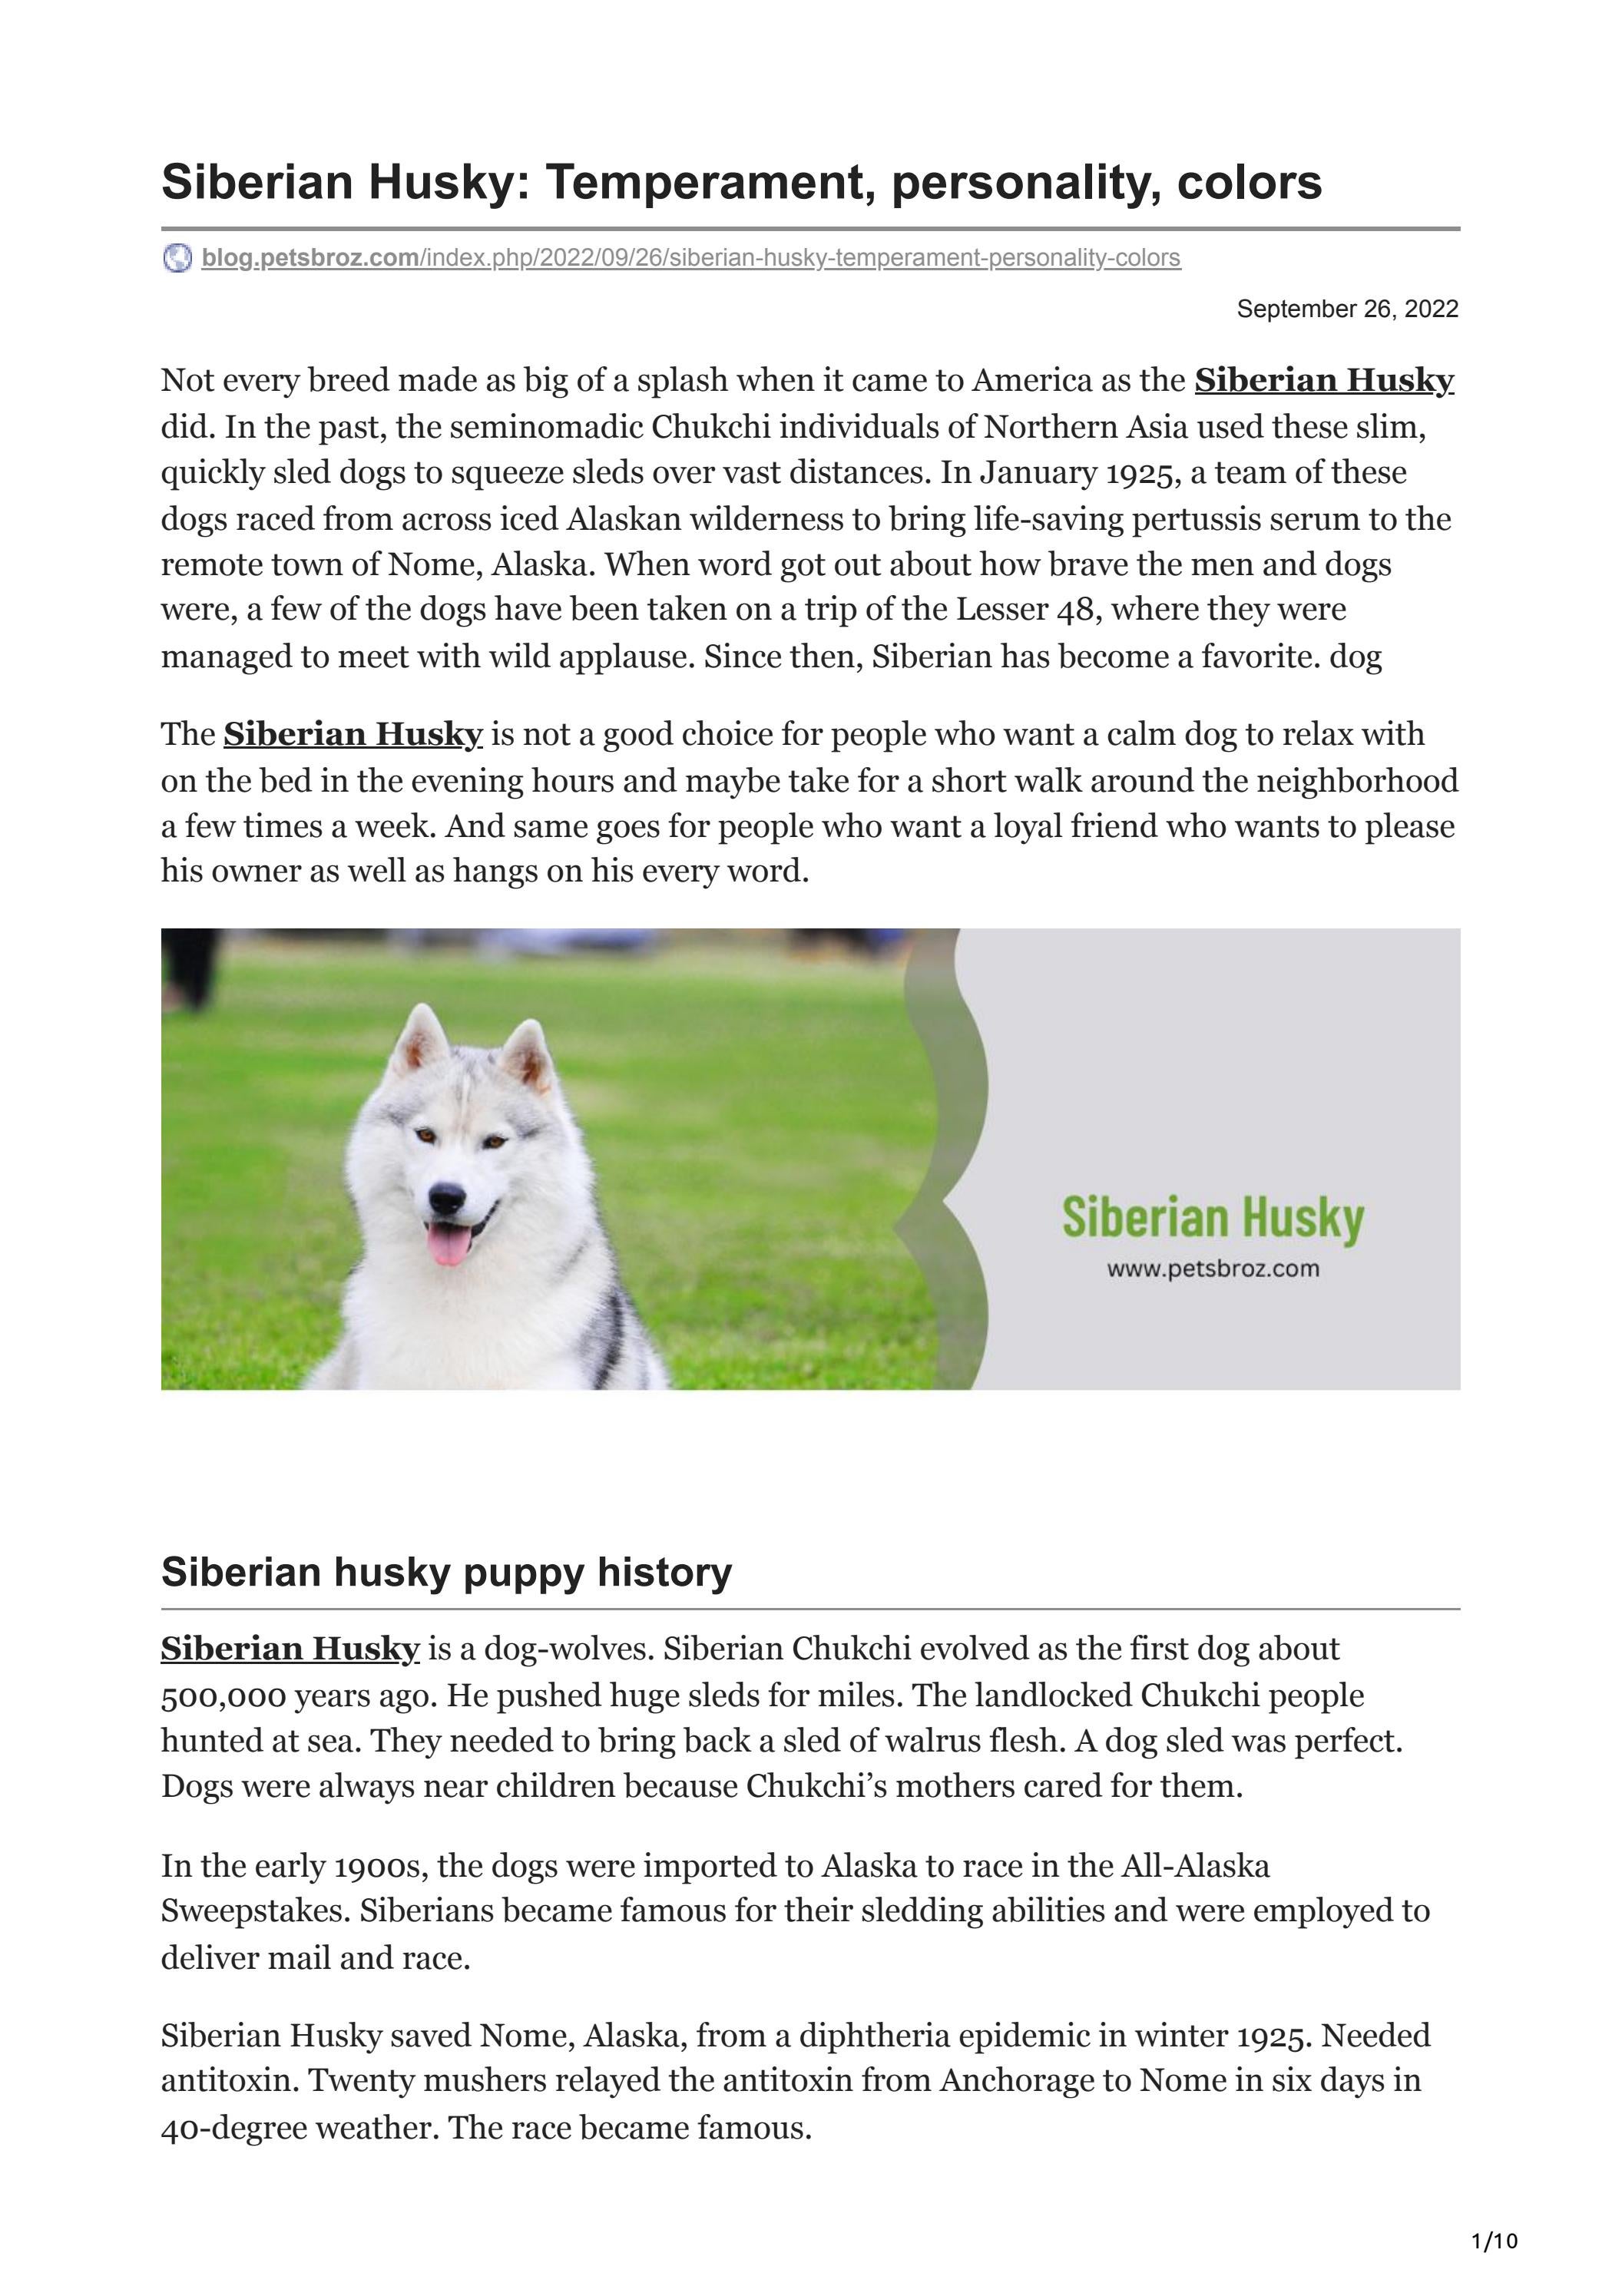 Siberian Husky: Temperament, personality, colors
blog.petsbroz.com/index.php/2022/09/26/siberian-husky-temperament-personality-colors
September 26, 2022
Not every breed made as big of a splash when it came to America as the Siberian Husky
did. In the past, the seminomadic Chukchi individuals of Northern Asia used these slim,
quickly sled dogs to squeeze sleds over vast distances. In January 1925, a team of these
dogs raced from across iced Alaskan wilderness to bring life-saving pertussis serum to the
remote town of Nome, Alaska. When word got out about how brave the men and dogs
were, a few of the dogs have been taken on a trip of the Lesser 48, where they were
managed to meet with wild applause. Since then, Siberian has become a favorite. dog
The Siberian Husky is not a good choice for people who want a calm dog to relax with
on the bed in the evening hours and maybe take for a short walk around the neighborhood
a few times a week. And same goes for people who want a loyal friend who wants to please
his owner as well as hangs on his every word.
Siberian Husky
www.petsbroz.com
Siberian husky puppy history
Siberian Husky is a dog-wolves. Siberian Chukchi evolved as the first dog about
500,000 years ago. He pushed huge sleds for miles. The landlocked Chukchi people
hunted at sea. They needed to bring back a sled of walrus flesh. A dog sled was perfect.
Dogs were always near children because Chukchi’s mothers cared for them.
In the early 1900s, the dogs were imported to Alaska to race in the All-Alaska
Sweepstakes. Siberians became famous for their sledding abilities and were employed to
deliver mail and race.
Siberian Husky saved Nome, Alaska, from a diphtheria epidemic in winter 1925. Needed
antitoxin. Twenty mushers relayed the antitoxin from Anchorage to Nome in six days in
40-degree weather. The race became famous.
1/10